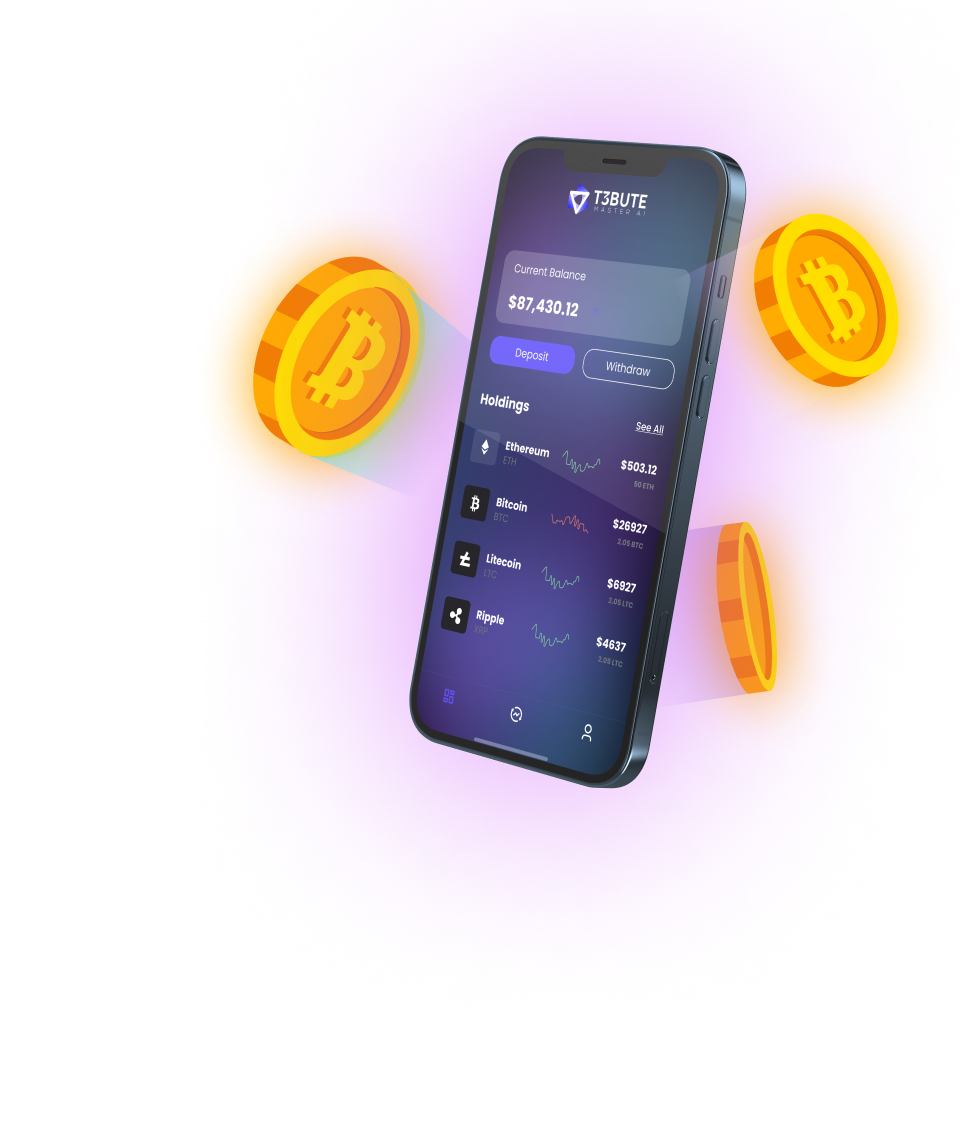 T3BUTE
MASTER AI
Current Balance
$87,430.12
Deposit
Withdraw
Holdings
See All
Ethereum
ETH
$503.12
50 ETH
Bitcoin
BTC
$26927
2.05 BTC
Litecoin
LTC
$6927
2.05 LTC
Ripple
XRP
$4637
2.05 LTC